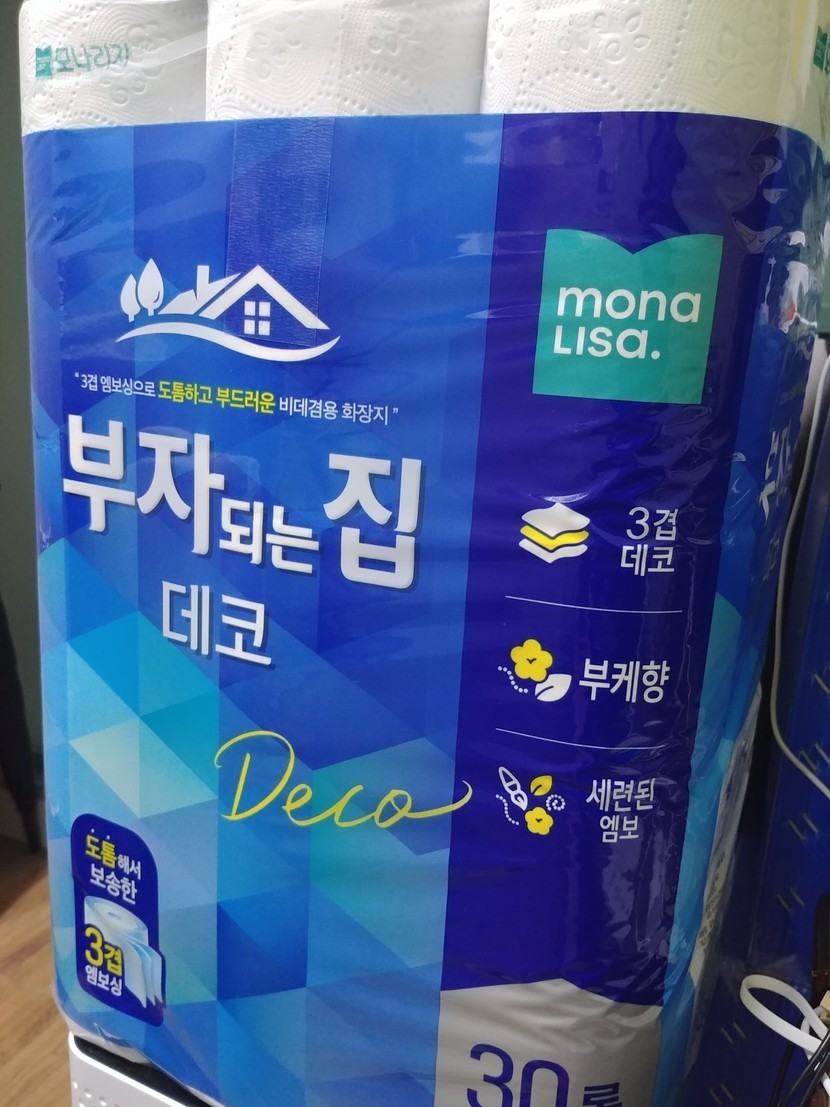 모나리자
mona
LISa.
" 3겹 엠보싱으로 도톰하고 부드러운 비데겸용 화장지 "
부자되는 집
데코
Deco
3겹
데코
부케향
세련된
엠보
도톰해서
보송한
3겹
엠보싱
30롤